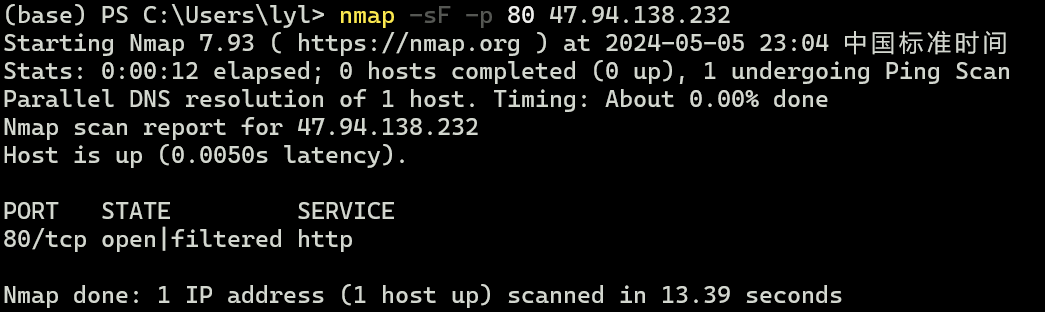 (base) PS C:\Users\lyl> nmap -sF -p 80 47.94.138.232
Starting Nmap 7.93 ( https://nmap.org ) at 2024-05-05 23:04 中国标准时间
Stats: 0:00:12 elapsed; 0 hosts completed (0 up), 1 undergoing Ping Scan
Parallel DNS resolution of 1 host. Timing: About 0.00% done
Nmap scan report for 47.94.138.232
Host is up (0.0050s latency).
PORT   STATE         SERVICE
80/tcp open|filtered http
Nmap done: 1 IP address (1 host up) scanned in 13.39 seconds